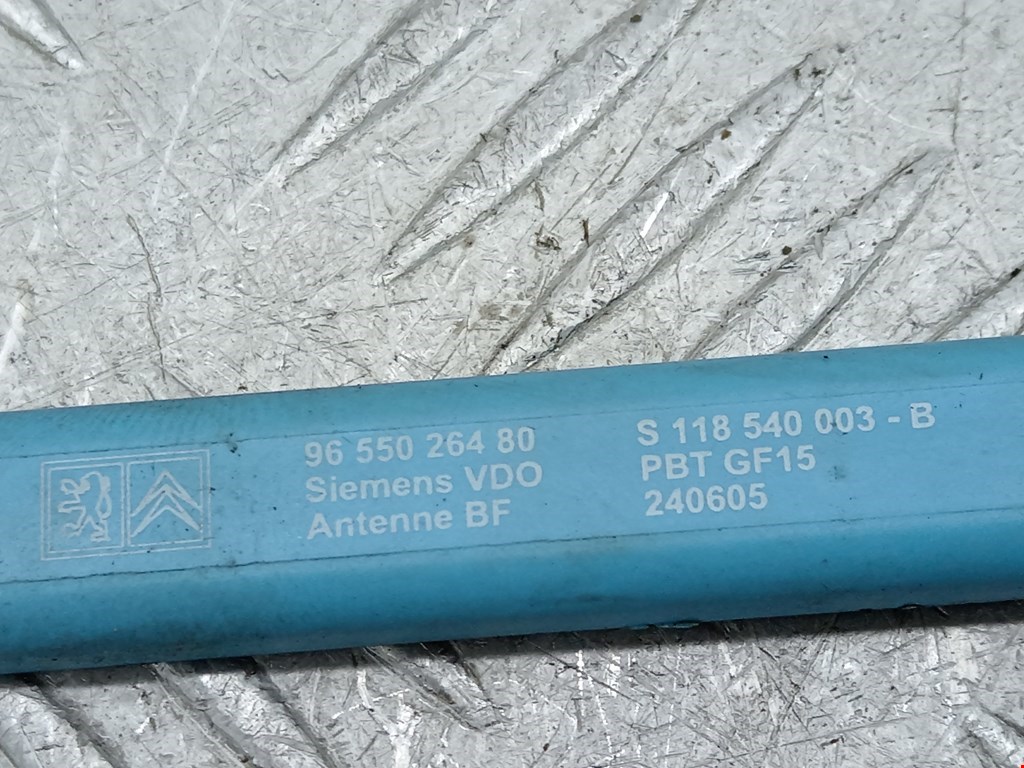 96 550 264 80
Siemens VDO
Antenne BF
S 118 540 003 - B
PBT GF15
240605